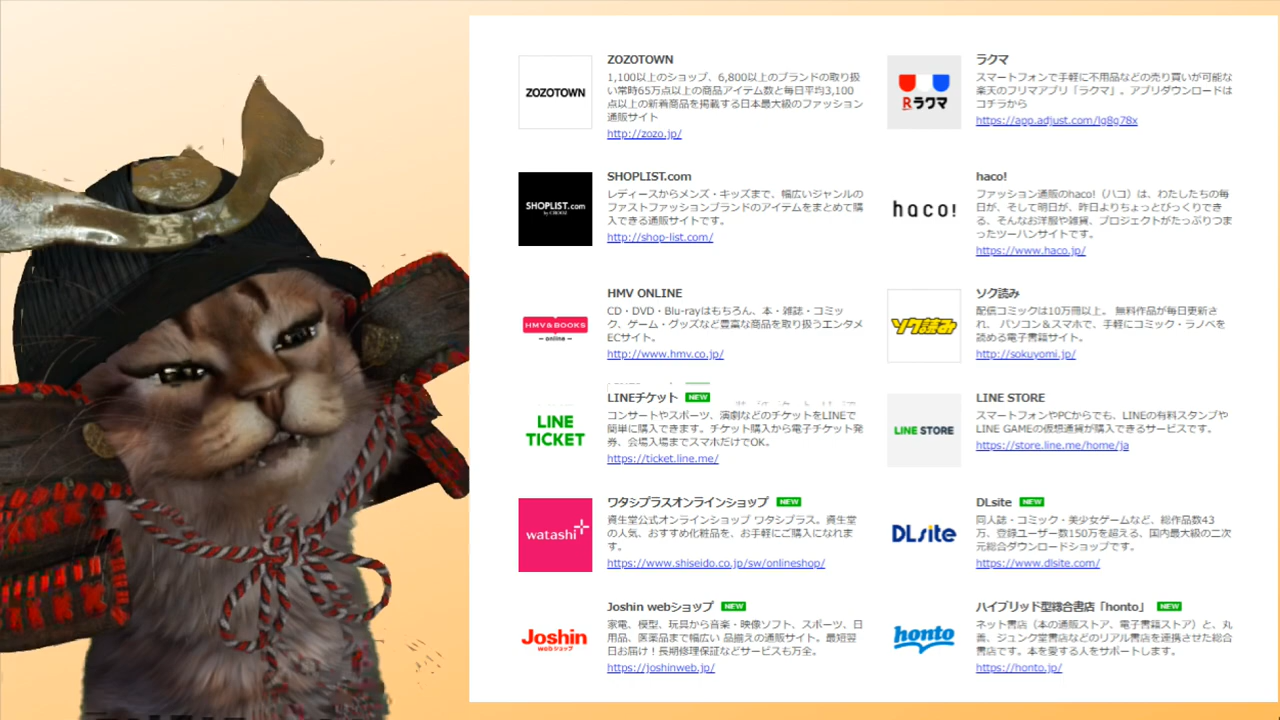 ZOZOTOWN
ZOZOTOWN
1,100以上のショップ、6,800以上のブランドの取り扱
い常時65万点以上の商品アイテム数と毎日平均3,100
点以上の新着商品を掲載する日本最大級のファッション
通販サイト
http://zozo.jp/
Rラクマ
ラクマ
スマートフォンで手軽に不用品などの売り買いが可能な
楽天のフリマアプリ「ラクマ」。アプリダウンロードは
コチラから
https://app.adjust.com/lg8g78x
SHOPLIST.com
by CROOZ
SHOPLIST.com
レディースからメンズ・キッズまで、幅広いジャンルの
ファストファッションブランドのアイテムをまとめて購
入できる通販サイトです。
http://shop-list.com/
haco!
haco!
ファッション通販のhaco!（ハコ）は、わたしたちの毎
日が、そして明日が、昨日よりちょっとびっくりでき
る、そんなお洋服や雑貨、プロジェクトがたっぷりつま
ったツーハンサイトです。
https://www.haco.jp/
HMV&BOOKS
online
HMV ONLINE
CD・DVD・Blu-rayはもちろん、本・雑誌・コミッ
ク、ゲーム・グッズなど豊富な商品を取り扱うエンタメ
ECサイト。
http://www.hmv.co.jp/
ソク読み
ソク読み
配信コミックは10万冊以上。 無料作品が毎日更新さ
れ、 パソコン＆スマホで、手軽にコミック・ラノベを
読める電子書籍サイト。
http://sokuyomi.jp/
LINE
TICKET
LINEチケット NEW
コンサートやスポーツ、演劇などのチケットをLINEで
簡単に購入できます。チケット購入から電子チケット発
券、会場入場までスマホだけでOK。
https://ticket.line.me/
LINE STORE
LINE STORE
スマートフォンやPCからでも、LINEの有料スタンプや
LINE GAMEの仮想通貨が購入できるサービスです。
https://store.line.me/home/ja
watashi
ワタシプラスオンラインショップ NEW
資生堂公式オンラインショップ ワタシプラス。資生堂
の人気、おすすめ化粧品を、お手軽にご購入になれま
す。
https://www.shiseido.co.jp/sw/onlineshop/
DLsite
DLsite NEW
同人誌・コミック・美少女ゲームなど、総作品数43
万、登録ユーザー数150万を超える、国内最大級の二次
元総合ダウンロードショップです。
https://www.dlsite.com/
Joshin
webショップ
Joshin webショップ NEW
家電、模型、玩具から音楽・映像ソフト、スポーツ、日
用品、医薬品まで幅広い 品揃えの通販サイト。最短翌
日お届け！長期修理保証などサービスも万全。
https://joshinweb.jp/
honto
ハイブリッド型総合書店「honto」 NEW
ネット書店（本の通販ストア、電子書籍ストア）と、丸
善、ジュンク堂書店などのリアル書店を連携させた総合
書店です。本を愛する人をサポートします。
https://honto.jp/